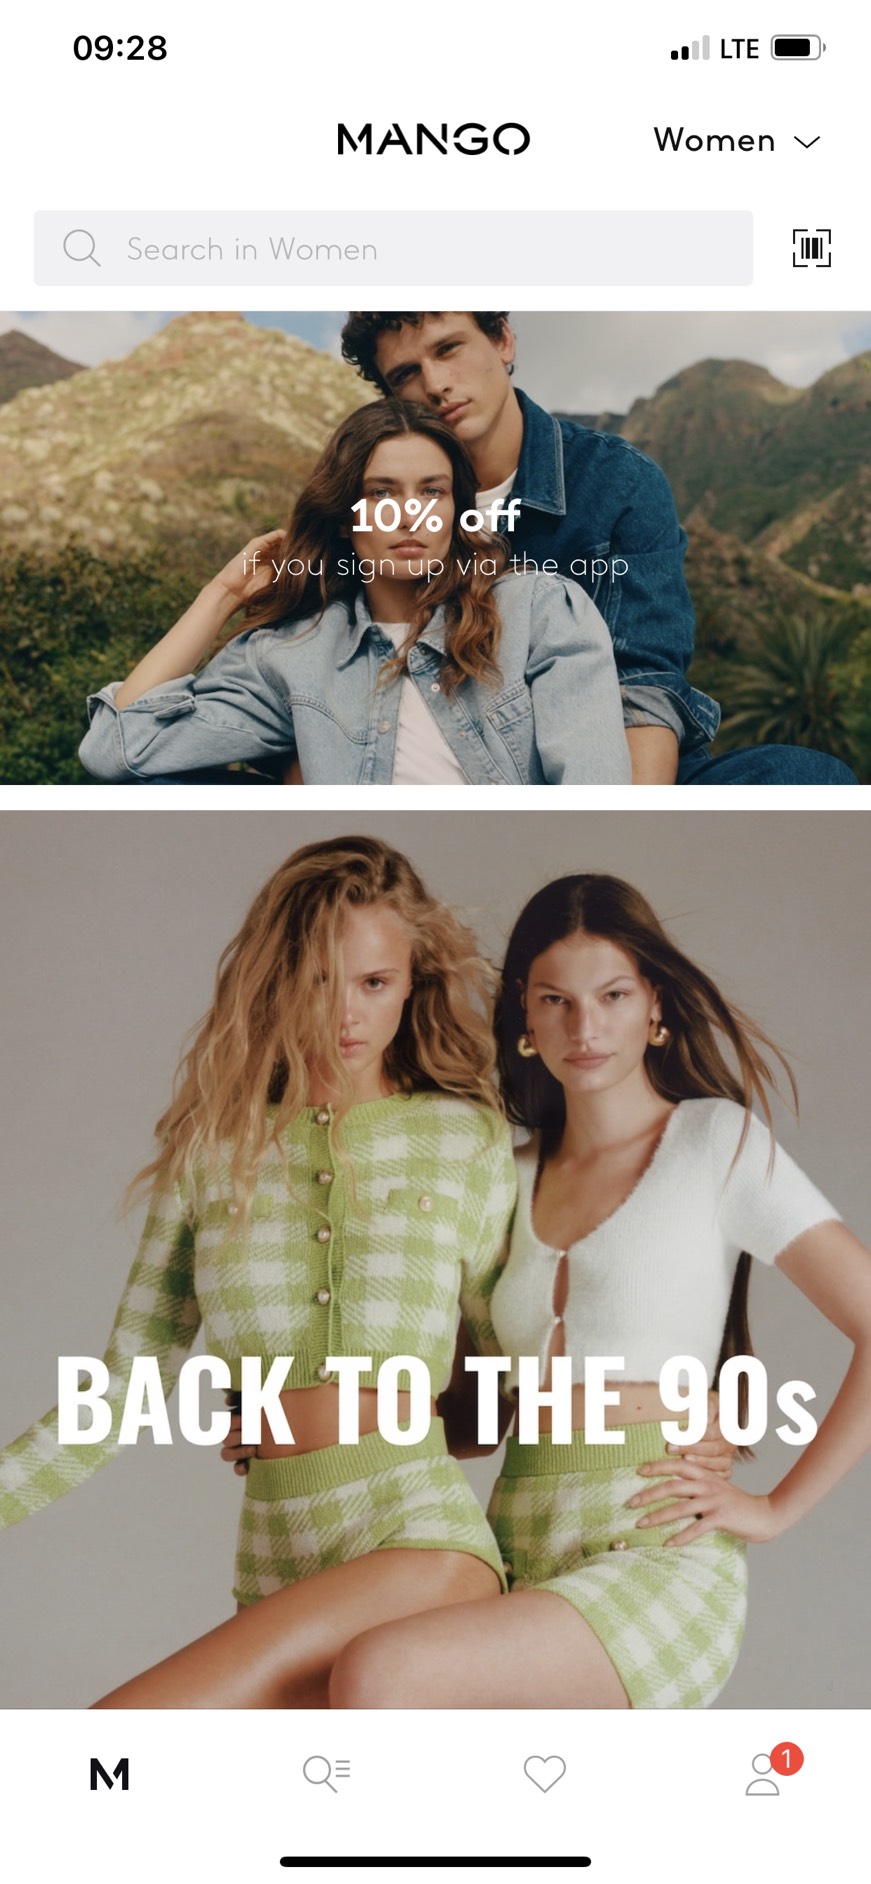 09:28
LTE
MANGO
Women
Search in Women
10% off
if you sign up via the app
BACK TO THE 90s
M
1